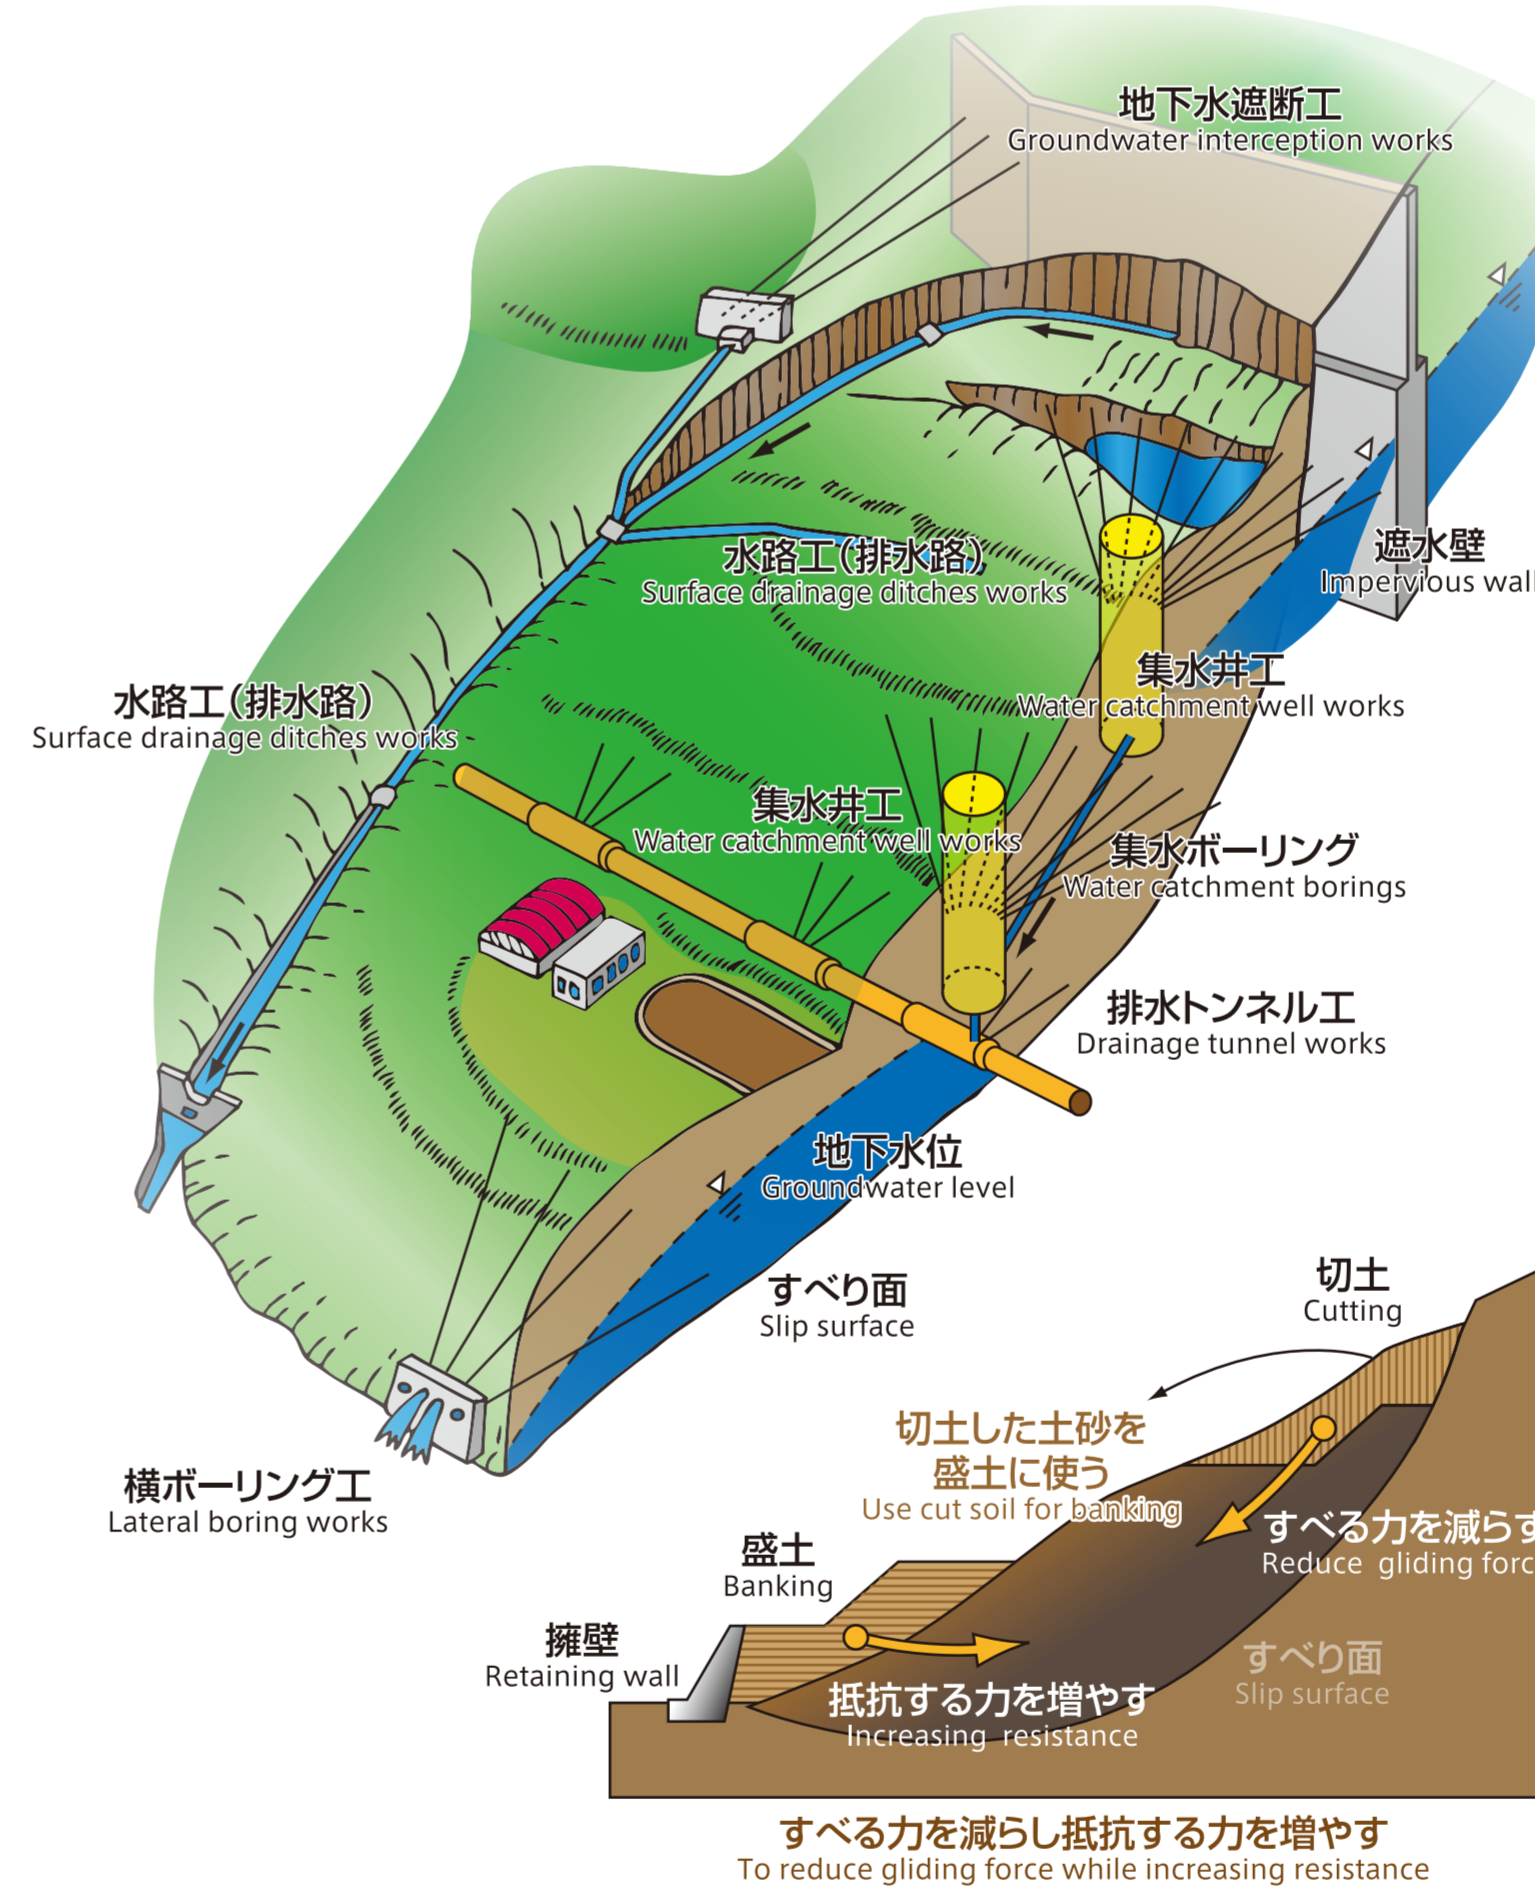 地下水遮断工
Groundwater interception works
水路工(排水路)
Surface drainage ditches works
遮水壁
Impervious wall
集水井工
Water catchment well works
水路工(排水路)
Surface drainage ditches works
集水井工
Water catchment well works
集水ボーリング
Water catchment borings
排水トンネル工
Drainage tunnel works
地下水位
Groundwater level
すべり面
Slip surface
横ボーリング工
Lateral boring works
切土
Cutting
切土した土砂を
盛土に使う
Use cut soil for banking
すべる力を減らす
Reduce gliding forc
盛土
Banking
擁壁
Retaining wall
すべり面
Slip surface
抵抗する力を増やす
Increasing resistance
すべる力を減らし抵抗する力を増やす
To reduce gliding force while increasing resistance